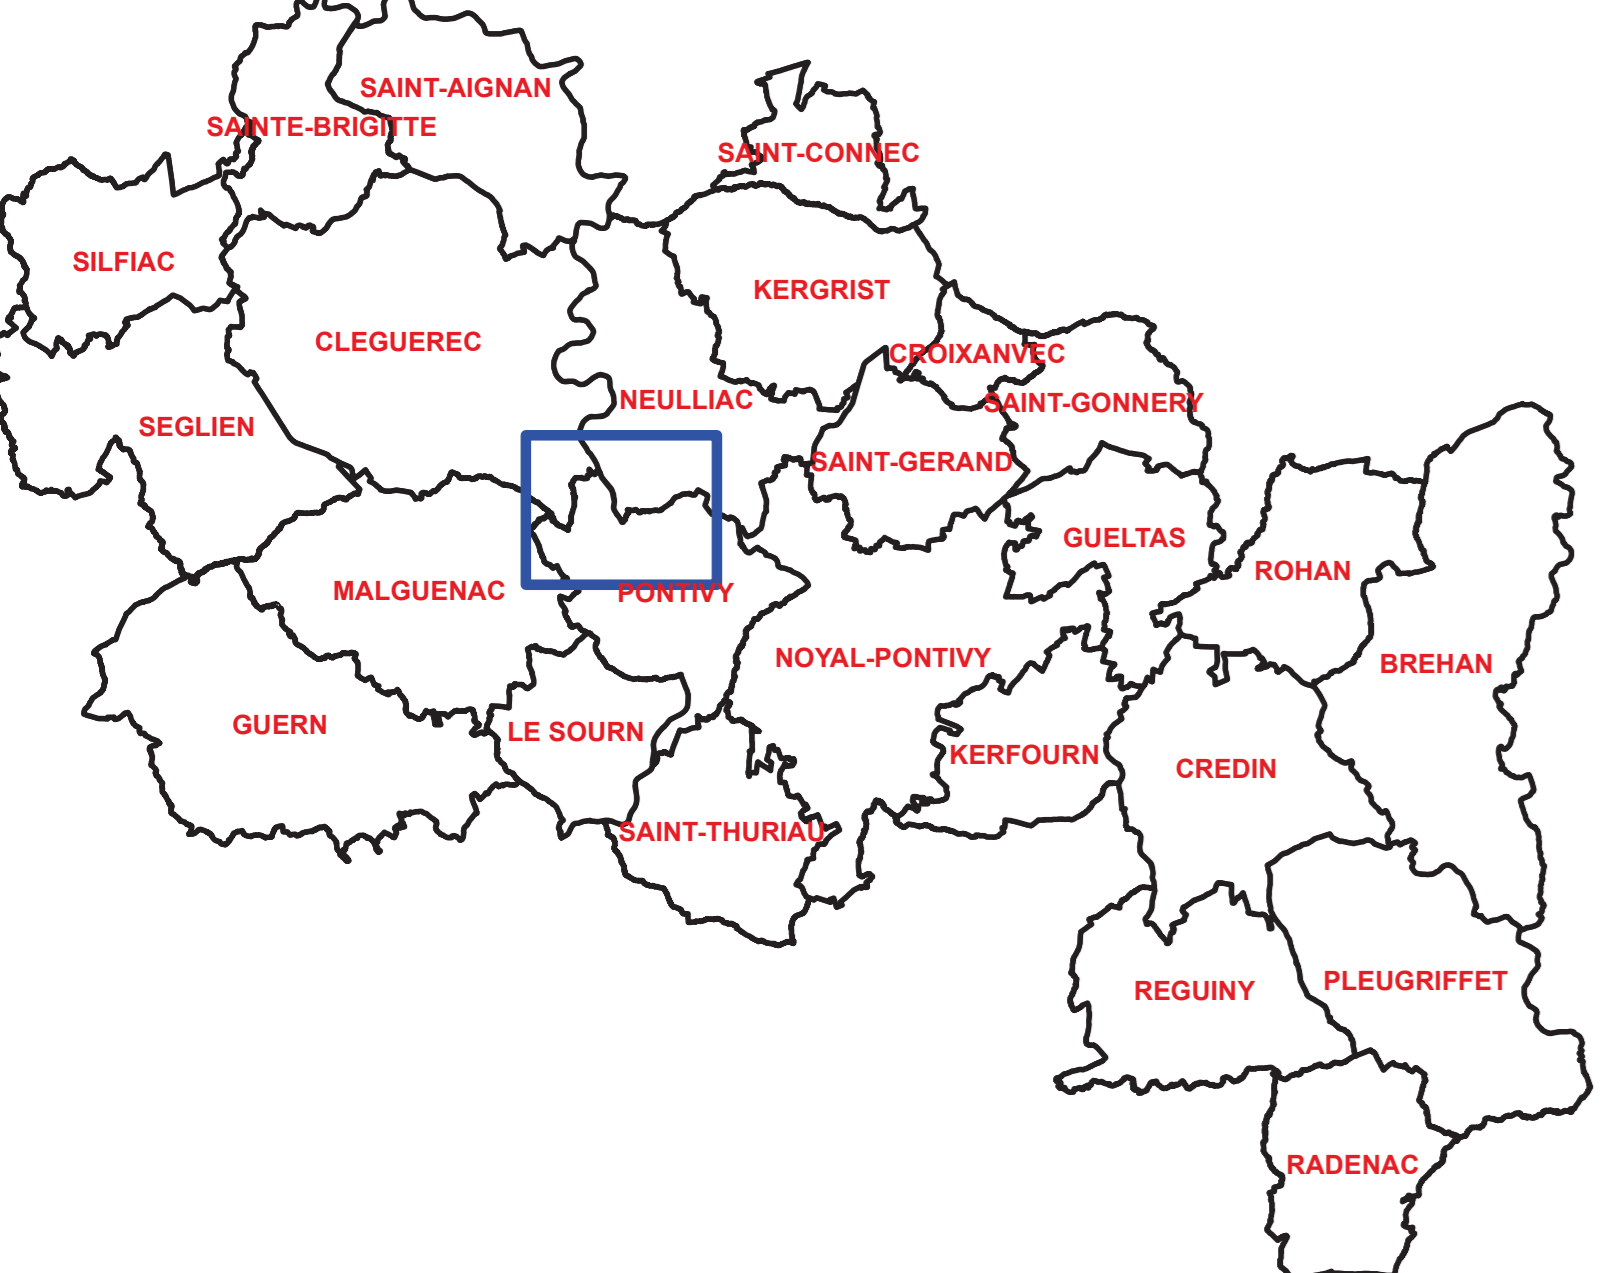 SAINT-AIGNAN
SAINTE-BRIGITTE
SAINT-CONNEC
SILFIAC
KERGRIST
CLEGUEREC
CROIXANVEC
NEULLIAC
SAINT-GONNERY
SEGLIEN
SAINT-GERAND
GUELTAS
ROHAN
MALGUENAC
PONTIVY
NOYAL-PONTIVY
BREHAN
GUERN
LE SOURN
KERFOURN
CREDIN
SAINT-THURIAU
PLEUGRIFFET
REGUINY
RADENAC